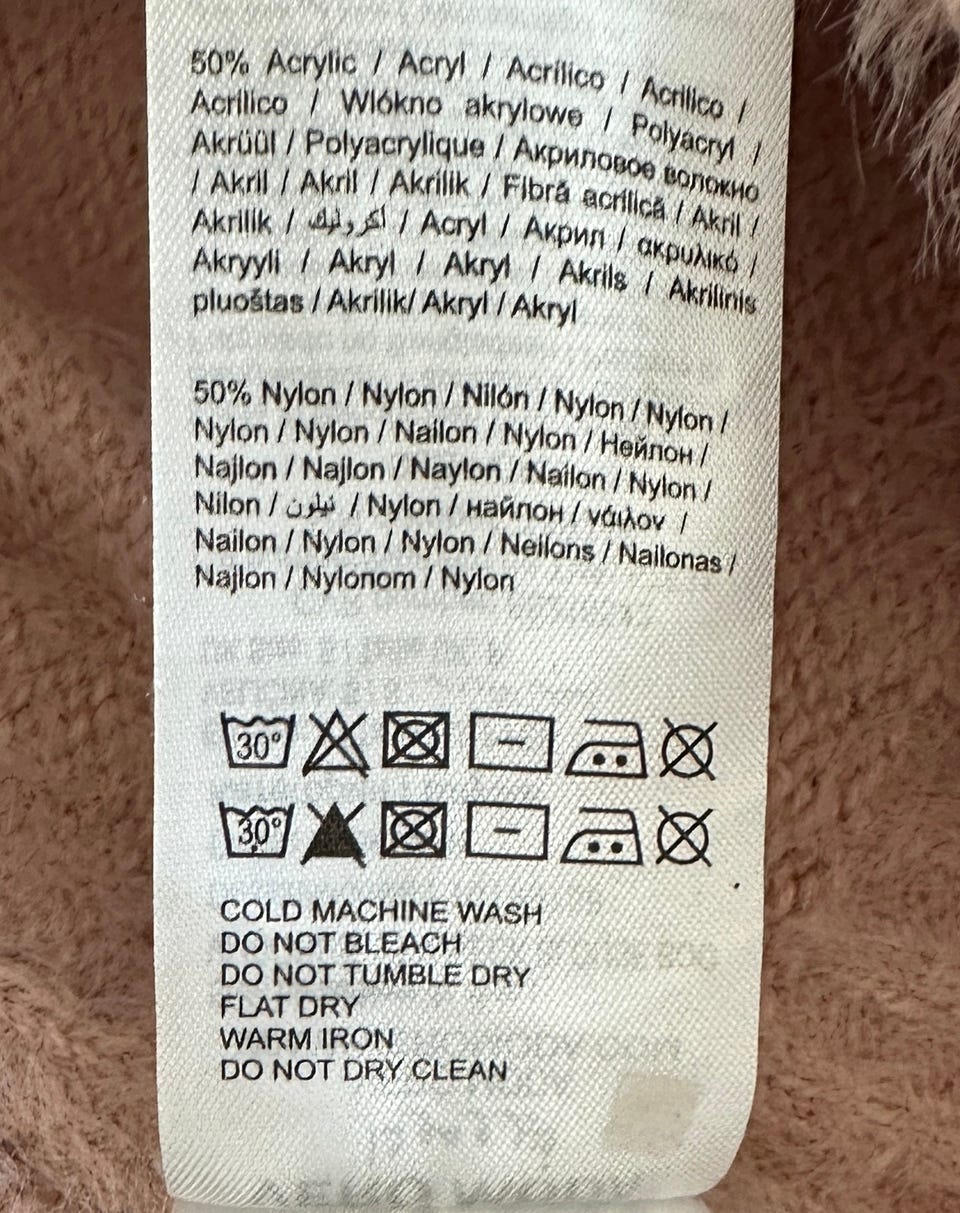 50% Acrylic / Acryl / Acrílico / Acrilico /
Acrílico / Włókno akrylowe / Polyacryl /
Akrüül / Polyacrylique / Акриловое волокно
/ Akril / Akril / Akrilik / Fibră acrilică / Akril /
Akrilik / أكروليك / Acryl / Акрил / ακρυλικό /
Akryyli / Akryl / Akryl / Akrils / Akrilinis
pluoštas / Akrilik/ Akryl / Akryl
50% Nylon / Nylon / Nilón / Nylon / Nylon /
Nylon / Nylon / Nailon / Nylon / Нейлон /
Najlon / Najlon / Naylon / Nailon / Nylon /
Nilon / نيلون / Nylon / найлон / νάιλον /
Nailon / Nylon / Nylon / Neilons / Nailonas /
Najlon / Nylonom / Nylon
30°
30°
COLD MACHINE WASH
DO NOT BLEACH
DO NOT TUMBLE DRY
FLAT DRY
WARM IRON
DO NOT DRY CLEAN